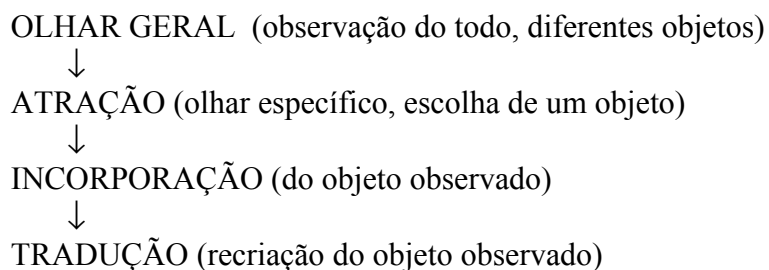 OLHAR GERAL (observação do todo, diferentes objetos)
↓
ATRAÇÃO (olhar específico, escolha de um objeto)
↓
INCORPORAÇÃO (do objeto observado)
↓
TRADUÇÃO (recriação do objeto observado)